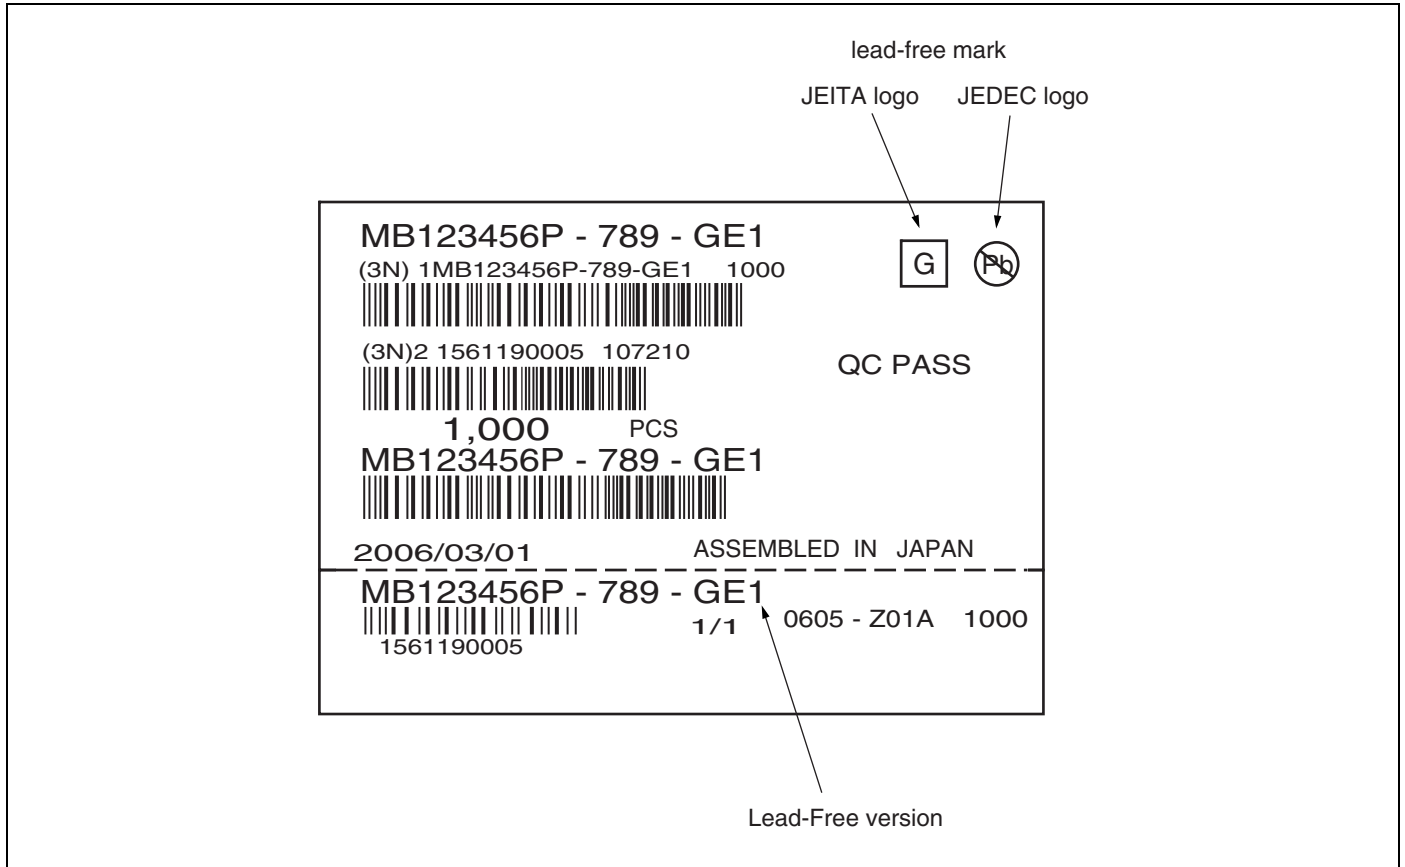 lead-free mark
JEITA logo JEDEC logo
MB123456P - 789 - GE1
(3N) 1MB123456P-789-GE1 1000
G Pb
(3N)2 1561190005 107210
QC PASS
1,000 PCS
MB123456P - 789 - GE1
2006/03/01 ASSEMBLED IN JAPAN
MB123456P - 789 - GE1
1/1 0605 - Z01A 1000
1561190005
Lead-Free version